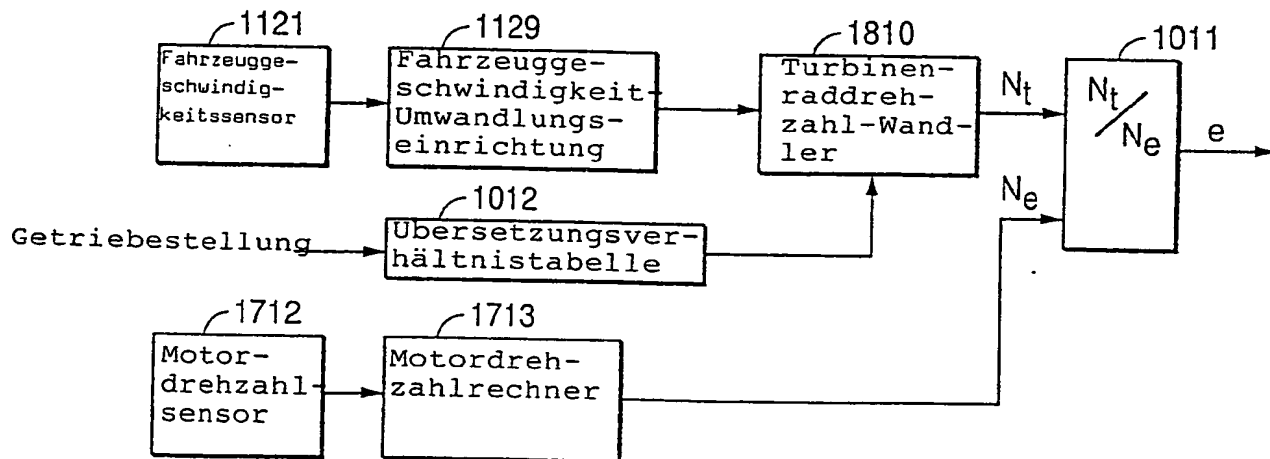 1121
1129
1810
1011
Fahrzeugge-
schwindig-
keitssensor
Fahrzeugge-
schwindigkeit-
Umwandlungs-
einrichtung
Turbinen-
raddreh-
zahl-Wand-
ler
Nt
Nt/Ne
e
Ne
1012
Getriebestellung
Übersetzungsver-
hältnistabelle
1712
1713
Motor-
drehzahl-
sensor
Motordreh-
zahlrechner